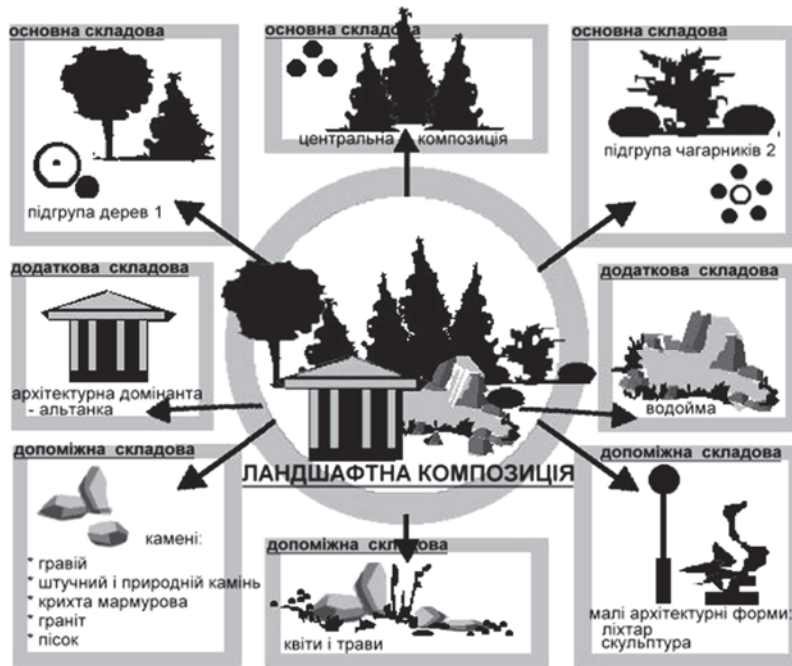 основна складова
підгрупа дерев 1
основна складова
центральна композиція
основна складова
підгрупа чагарників 2
додаткова складова
архітектурна домінанта
- альтанка
додаткова складова
водойма
ЛАНДШАФТНА КОМПОЗИЦІЯ
допоміжна складова
камені:
* гравій
* штучний і природній камінь
* крихта мармурова
* граніт
* пісок
допоміжна складова
квіти і трави
допоміжна складова
малі архітектурні форми:
ліхтар
скульптура